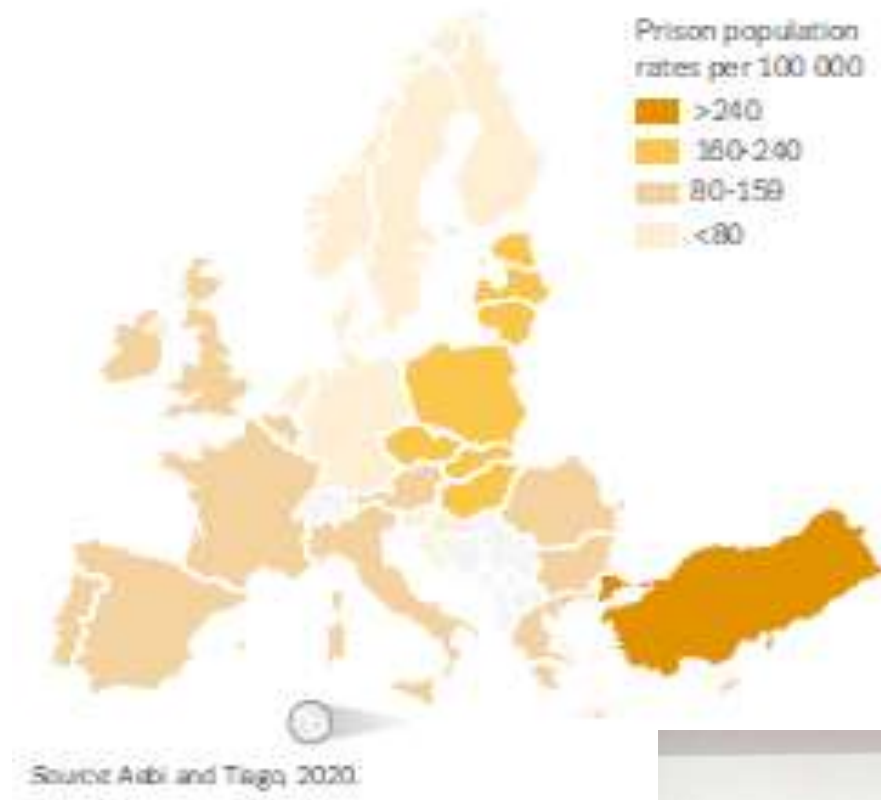 Prison population
rates per 100 000
>240
160-240
80-159
<80
Source: Aebi and Tiago, 2020.